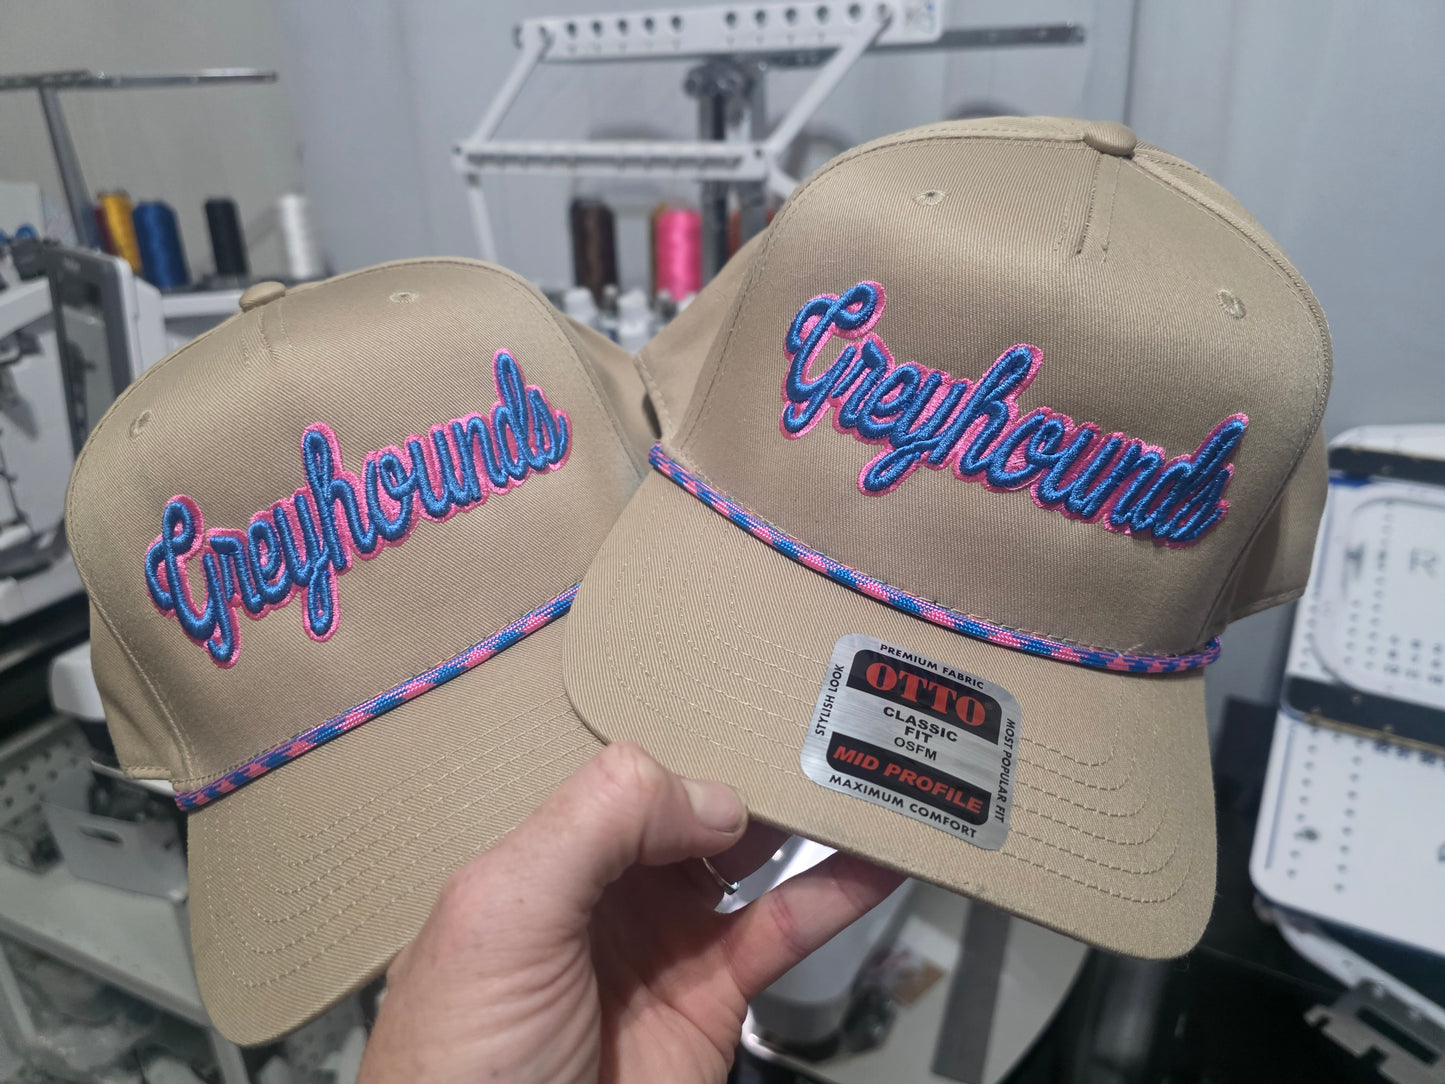 Greyhounds
Greyhounds
PREMIUM FABRIC
STYLISH LOOK
OTTO
CLASSIC
FIT
OSFM
MID PROFILE
MAXIMUM COMFORT
MOST POPULAR FIT